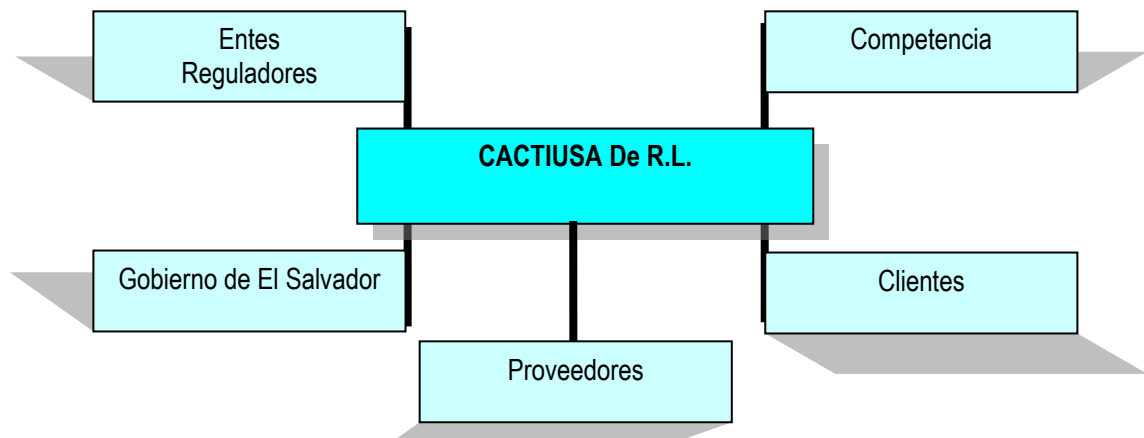 Entes
Reguladores
Competencia
CACTIUSA De R.L.
Gobierno de El Salvador
Clientes
Proveedores